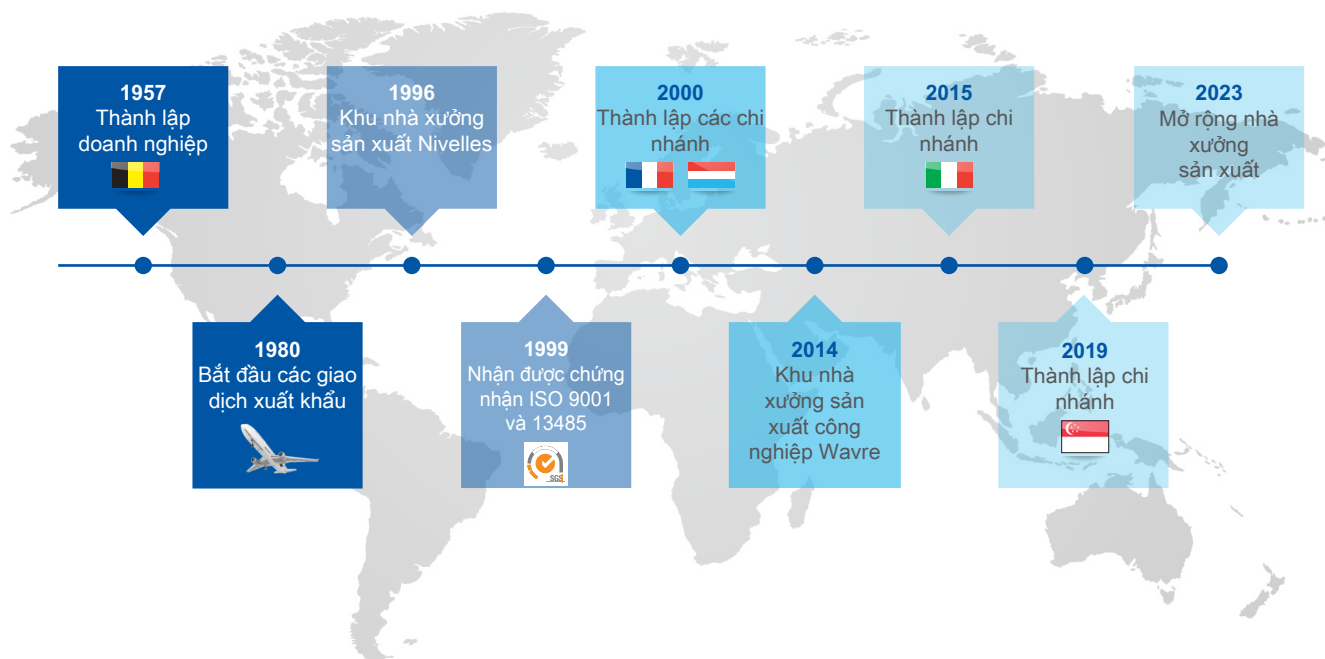 1957
Thành lập
doanh nghiệp
1980
Bắt đầu các giao
dịch xuất khẩu
1996
Khu nhà xưởng
sản xuất Nivelles
1999
Nhận được chứng
nhận ISO 9001
và 13485
SGS
2000
Thành lập các chi
nhánh
2014
Khu nhà
xưởng sản
xuất công
nghiệp Wavre
2015
Thành lập chi
nhánh
2019
Thành lập chi
nhánh
2023
Mở rộng nhà
xưởng
sản xuất